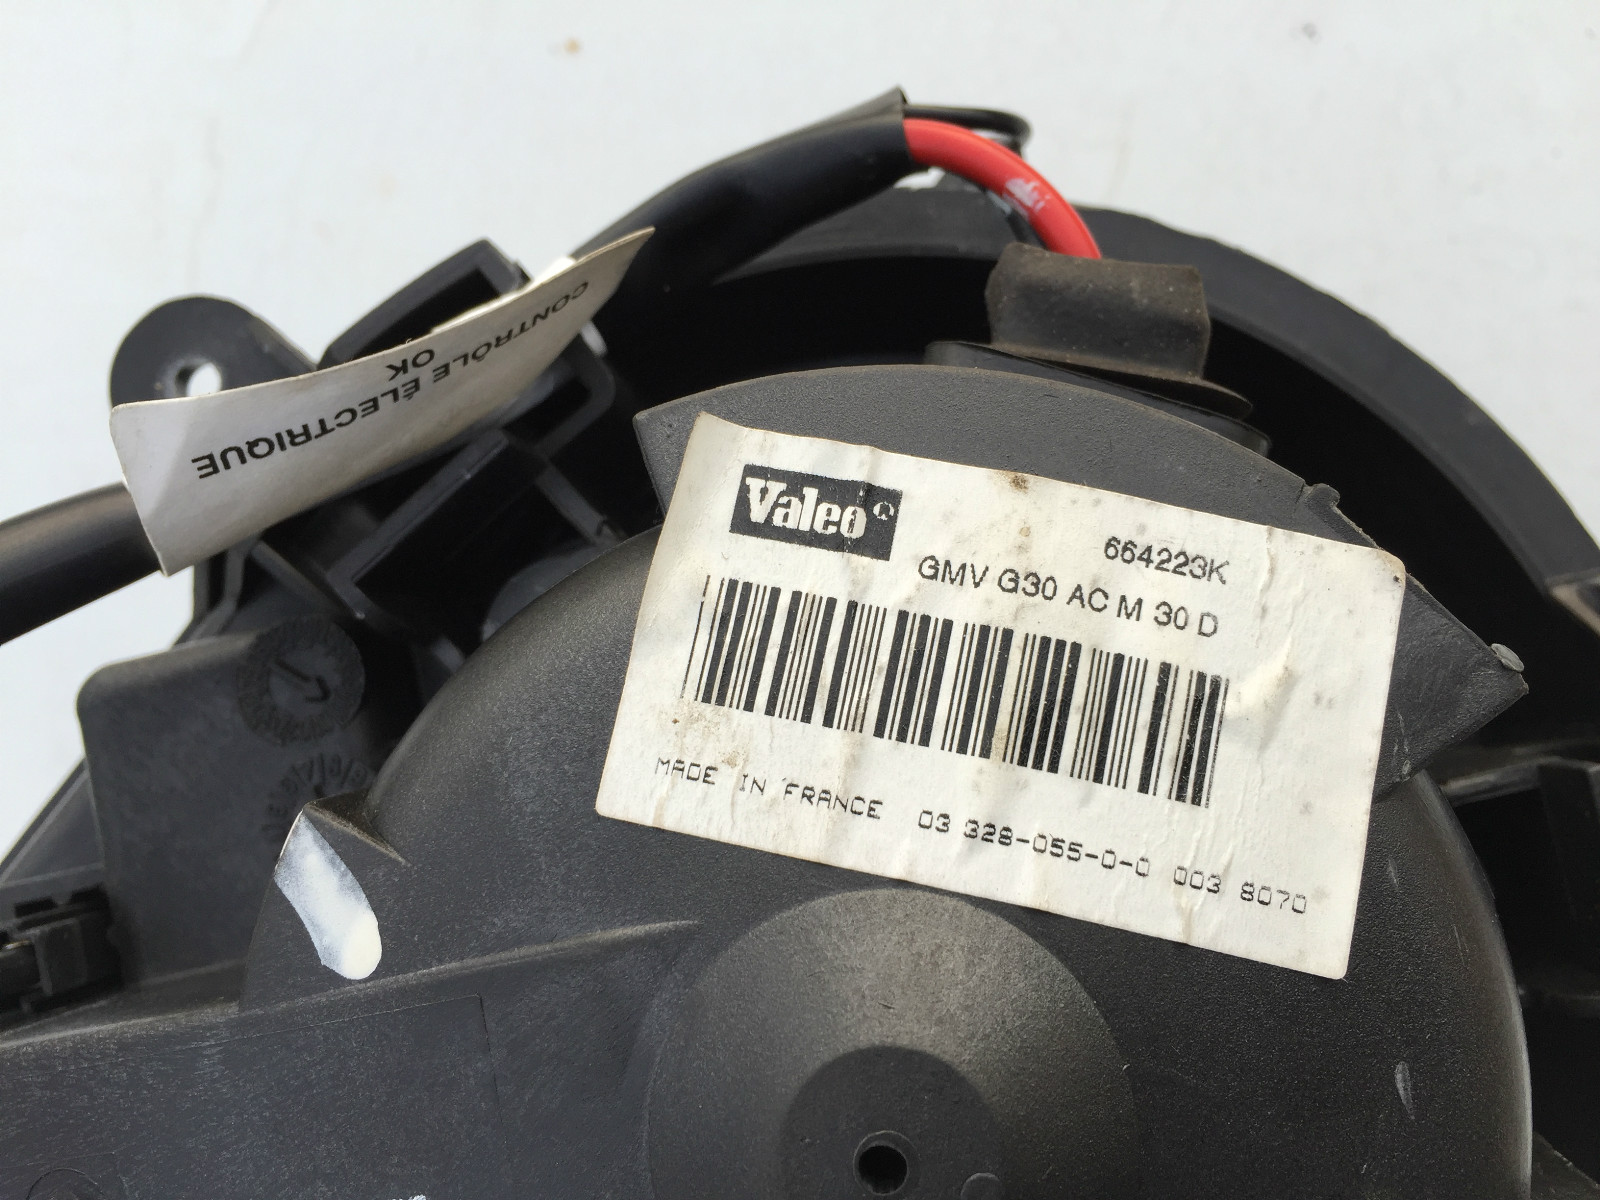 CONTRÔLE ÉLECTRIQUE
OK
Valeo
664223K
GMV G30 AC M 30 D
MADE IN FRANCE 03 328-055-0-0 003 8070